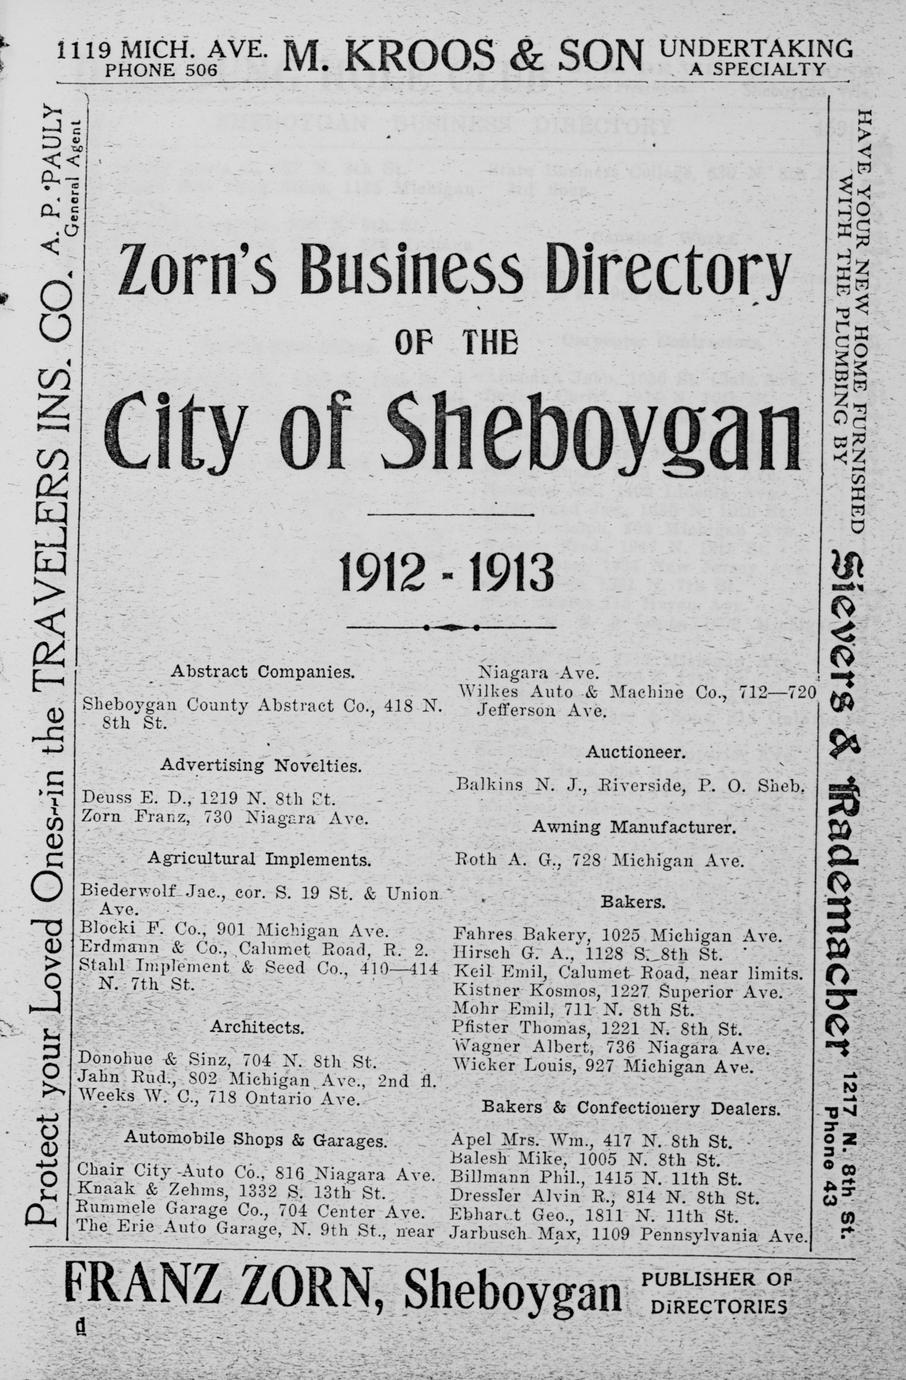 1119 MICH. AVE.
PHONE 506
M. KROOS & SON
UNDERTAKING
A SPECIALTY
Protect your Loved Ones--in the TRAVELERS INS. CO.
A. P. PAULY
General Agent
Zorn's Business Directory
OF THE
City of Sheboygan
1912 - 1913
Abstract Companies.
Sheboygan County Abstract Co., 418 N.
8th St.
Advertising Novelties.
Deuss E. D., 1219 N. 8th St.
Zorn Franz, 730 Niagara Ave.
Agricultural Implements.
Biederwolf Jac., cor. S. 19 St. & Union
Ave.
Blocki F. Co., 901 Michigan Ave.
Erdmann & Co., Calumet Road, R. 2.
Stahl Implement & Seed Co., 410—414
N. 7th St.
Architects.
Donohue & Sinz, 704 N. 8th St.
Jahn Rud., 802 Michigan Ave., 2nd fl.
Weeks W. C., 718 Ontario Ave.
Automobile Shops & Garages.
Chair City Auto Co., 816 Niagara Ave.
Knaak & Zehms, 1332 S. 13th St.
Rummele Garage Co., 704 Center Ave.
The Erie Auto Garage, N. 9th St., near
Niagara Ave.
Wilkes Auto & Machine Co., 712—720
Jefferson Ave.
Auctioneer.
Balkins N. J., Riverside, P. O. Sheb.
Awning Manufacturer.
Roth A. G., 728 Michigan Ave.
Bakers.
Fahres Bakery, 1025 Michigan Ave.
Hirsch G. A., 1128 S. 8th St.
Keil Emil, Calumet Road, near limits.
Kistner Kosmos, 1227 Superior Ave.
Mohr Emil, 711 N. 8th St.
Pfister Thomas, 1221 N. 8th St.
Wagner Albert, 736 Niagara Ave.
Wicker Louis, 927 Michigan Ave.
Bakers & Confectionery Dealers.
Apel Mrs. Wm., 417 N. 8th St.
Balesh Mike, 1005 N. 8th St.
Billmann Phil., 1415 N. 11th St.
Dressler Alvin R., 814 N. 8th St.
Ebhardt Geo., 1811 N. 11th St.
Jarbusch Max, 1109 Pennsylvania Ave.
HAVE YOUR NEW HOME FURNISHED
WITH THE PLUMBING BY
Sievers & Rademacher
1217 N. 8th St.
Phone 43
FRANZ ZORN, Sheboygan
PUBLISHER OF
DIRECTORIES
d